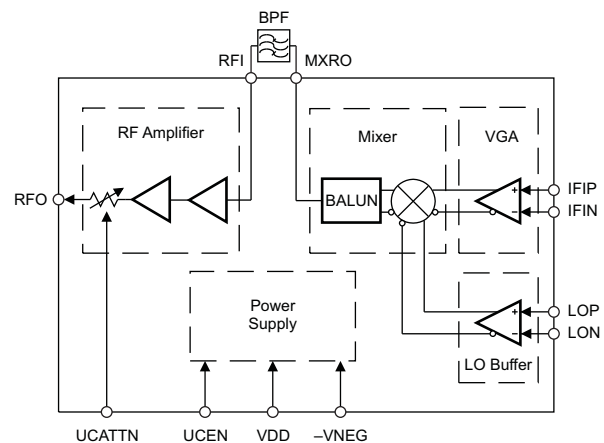 BPF
RFI
MXRO
RF Amplifier
Mixer
VGA
RFO
BALUN
+
−
IFIP
IFIN
Power
Supply
+
−
LOP
LON
LO Buffer
UCATTN
UCEN
VDD
–VNEG